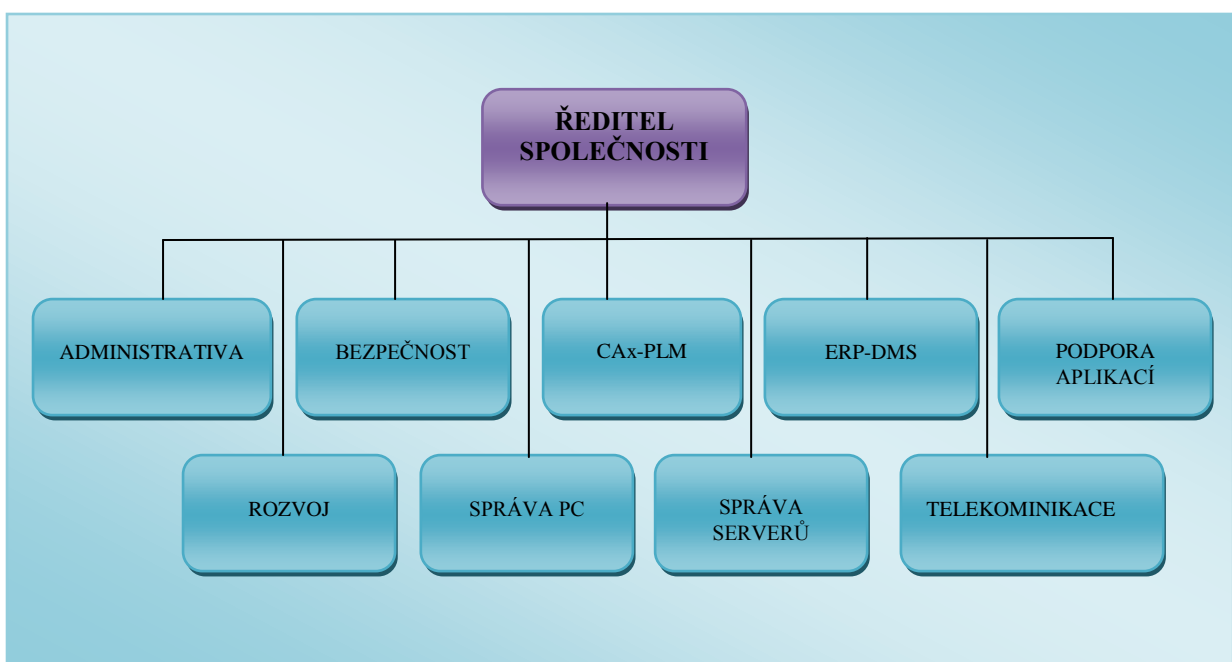 ŘEDITEL
SPOLEČNOSTI
ADMINISTRATIVA
BEZPEČNOST
CAx-PLM
ERP-DMS
PODPORA
APLIKACÍ
ROZVOJ
SPRÁVA PC
SPRÁVA
SERVERŮ
TELEKOMINIKACE